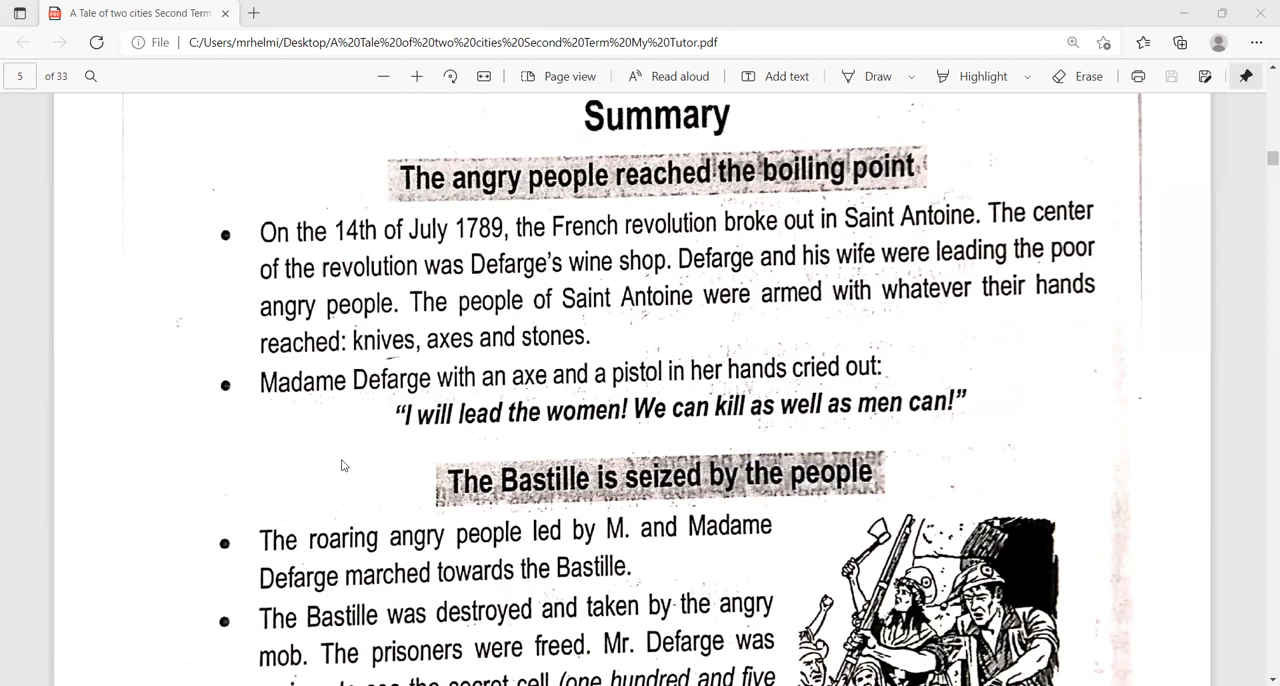 A Tale of two cities Second Term
File
C:/Users/mrhelmi/Desktop/A%20Tale%20of%20two%20cities%20Second%20Term%20My%20Tutor.pdf
5 of 33
Page view
Read aloud
Add text
Draw
Highlight
Erase
Summary
The angry people reached the boiling point
On the 14th of July 1789, the French revolution broke out in Saint Antoine. The center
of the revolution was Defarge's wine shop. Defarge and his wife were leading the poor
angry people. The people of Saint Antoine were armed with whatever their hands
reached: knives, axes and stones.
Madame Defarge with an axe and a pistol in her hands cried out:
“I will lead the women! We can kill as well as men can!”
The Bastille is seized by the people
The roaring angry people led by M. and Madame
Defarge marched towards the Bastille.
The Bastille was destroyed and taken by the angry
mob. The prisoners were freed. Mr. Defarge was
the secret cell (one hundred and five